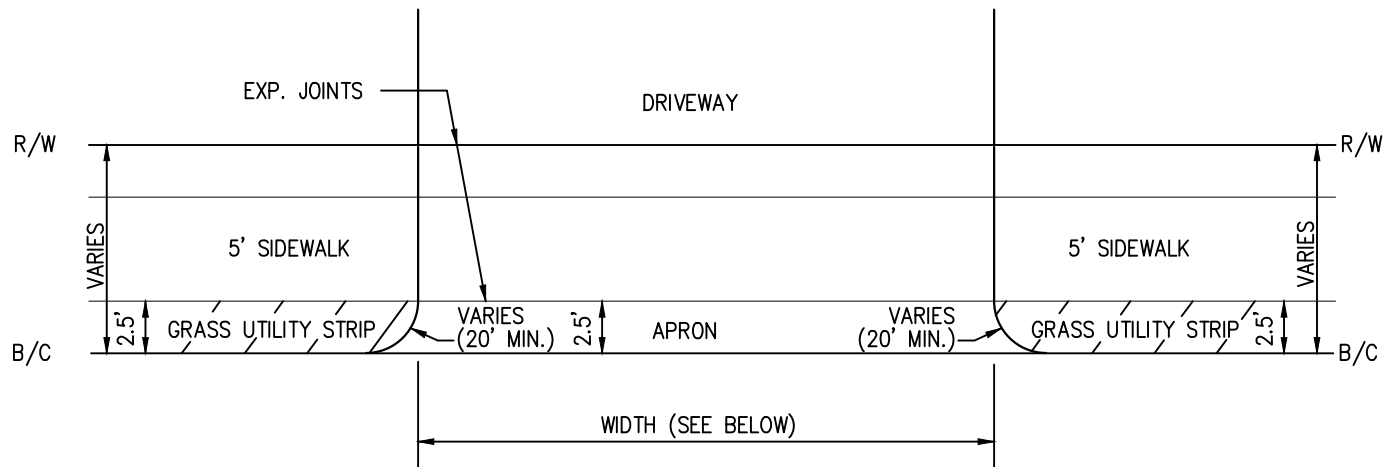 EXP. JOINTS
DRIVEWAY
R/W
R/W
VARIES
5' SIDEWALK
5' SIDEWALK
VARIES
2.5'
GRASS UTILITY STRIP
VARIES
(20' MIN.)
2.5'
APRON
VARIES
(20' MIN.)
GRASS UTILITY STRIP
2.5'
B/C
B/C
WIDTH (SEE BELOW)